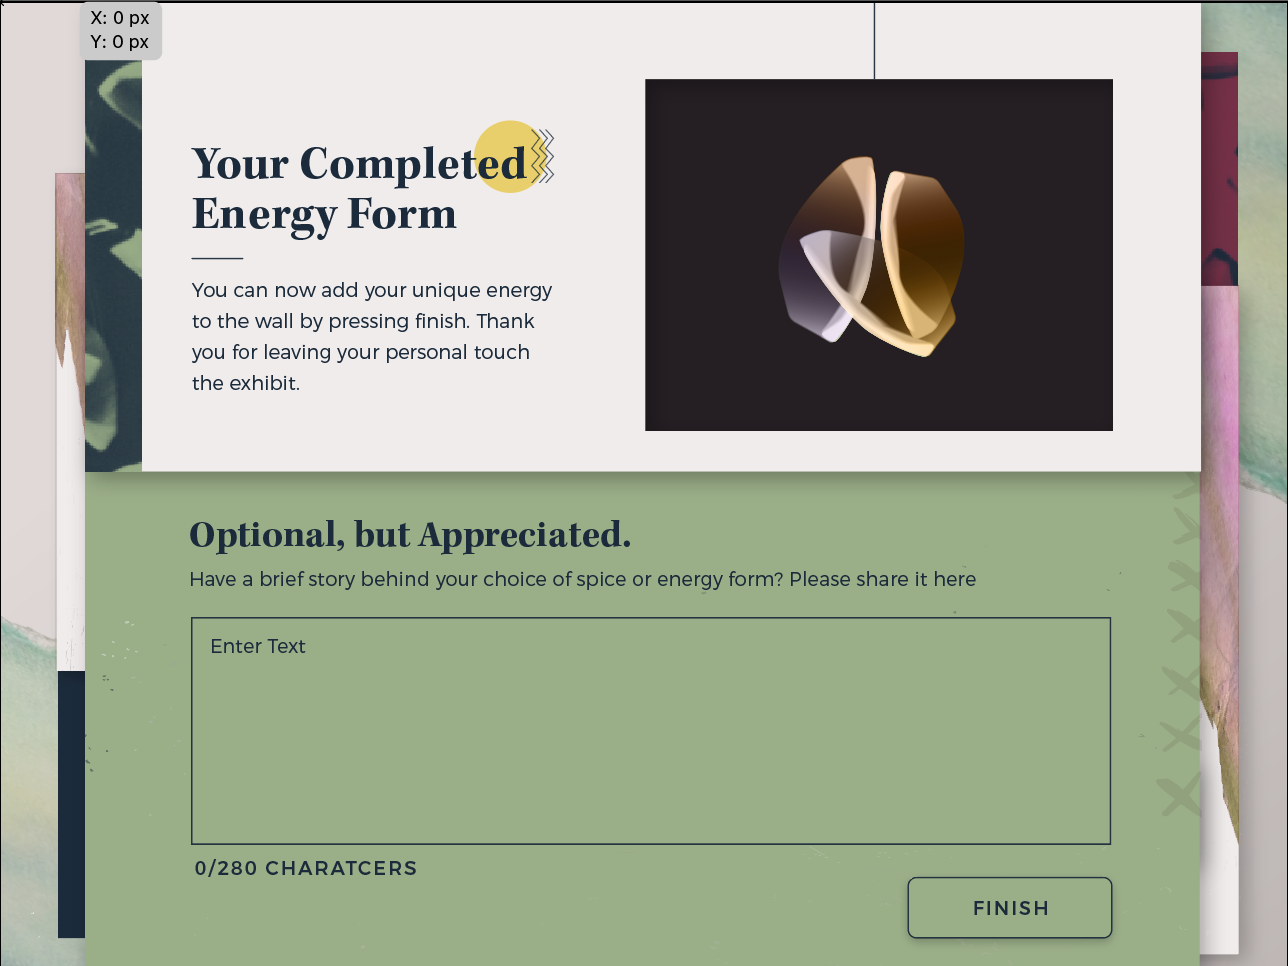 X: 0 px
Y: 0 px
Your Completed
Energy Form
You can now add your unique energy
to the wall by pressing finish. Thank
you for leaving your personal touch
the exhibit.
Optional, but Appreciated.
Have a brief story behind your choice of spice or energy form? Please share it here
Enter Text
0/280 CHARATCERS
FINISH